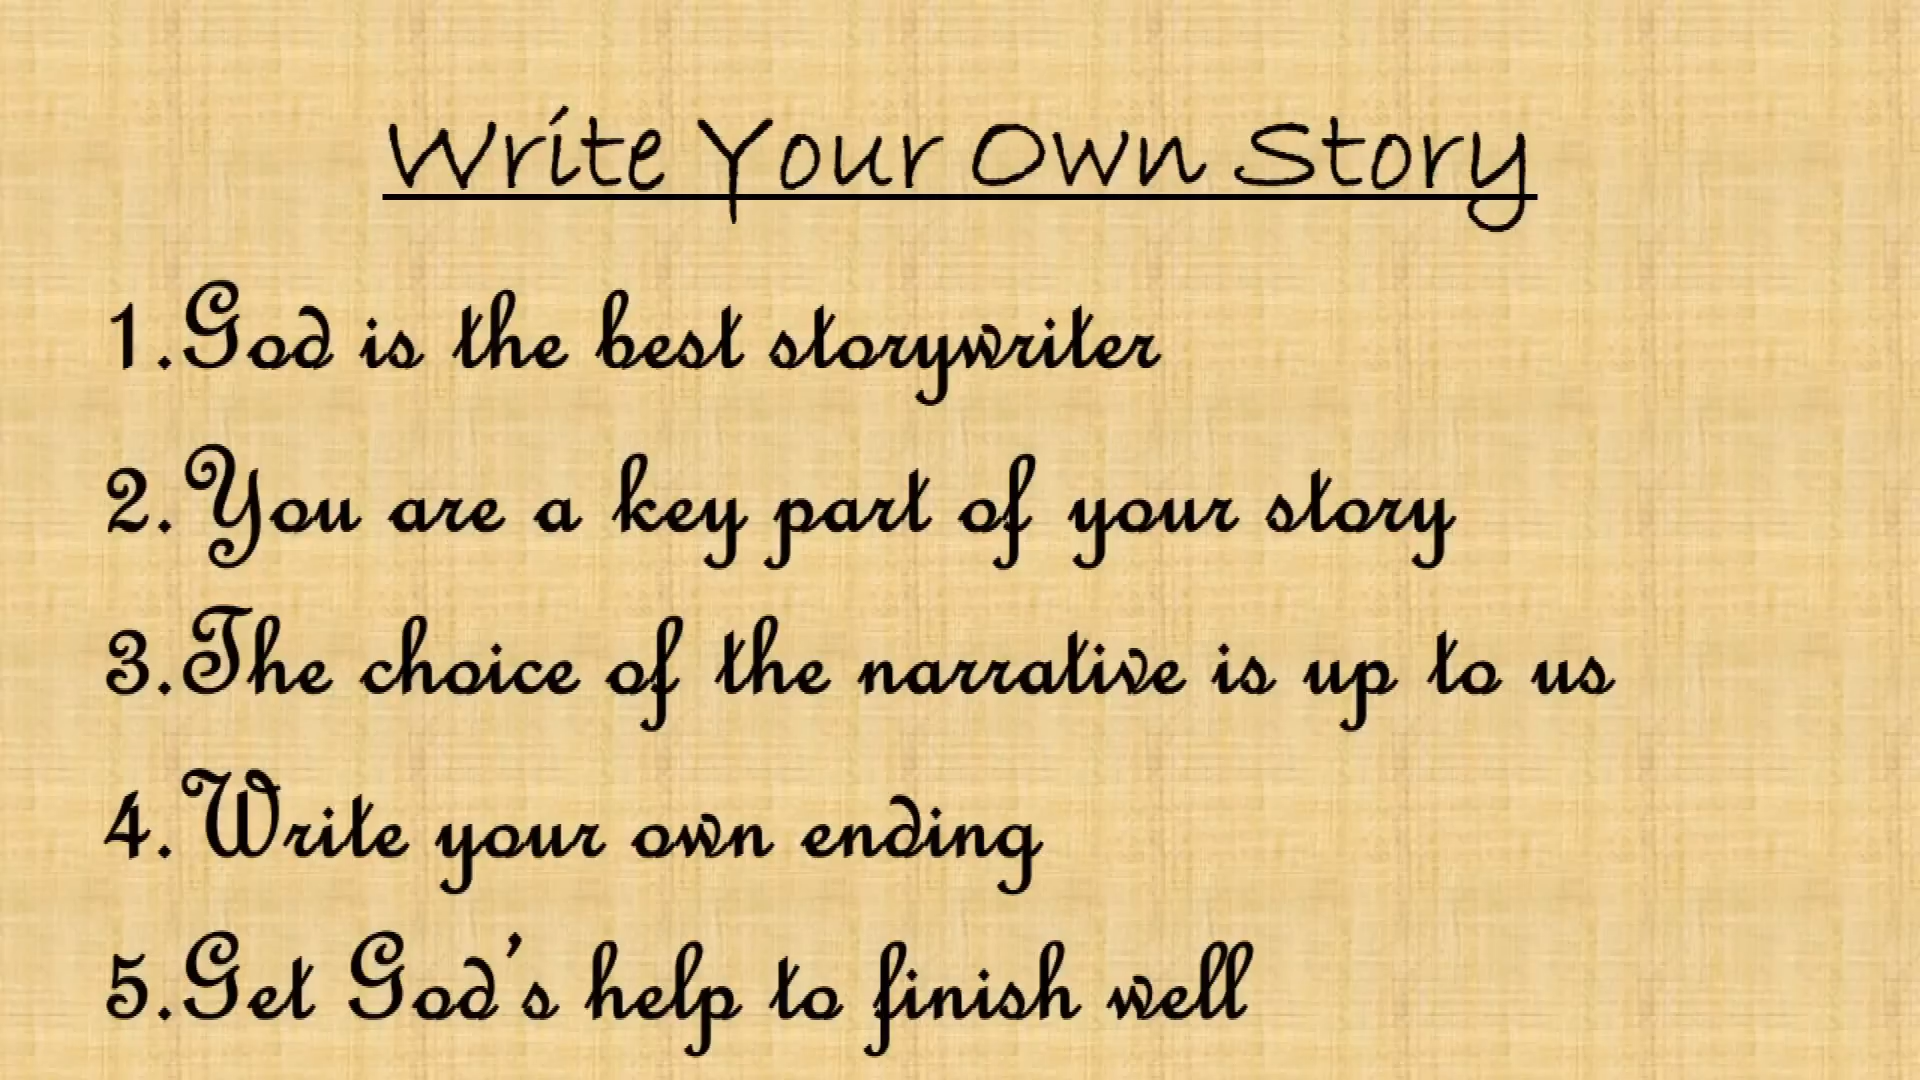 Write Your Own Story
1. God is the best storywriter
2. You are a key part of your story
3. The choice of the narrative is up to us
4. Write your own ending
5. Get God's help to finish well